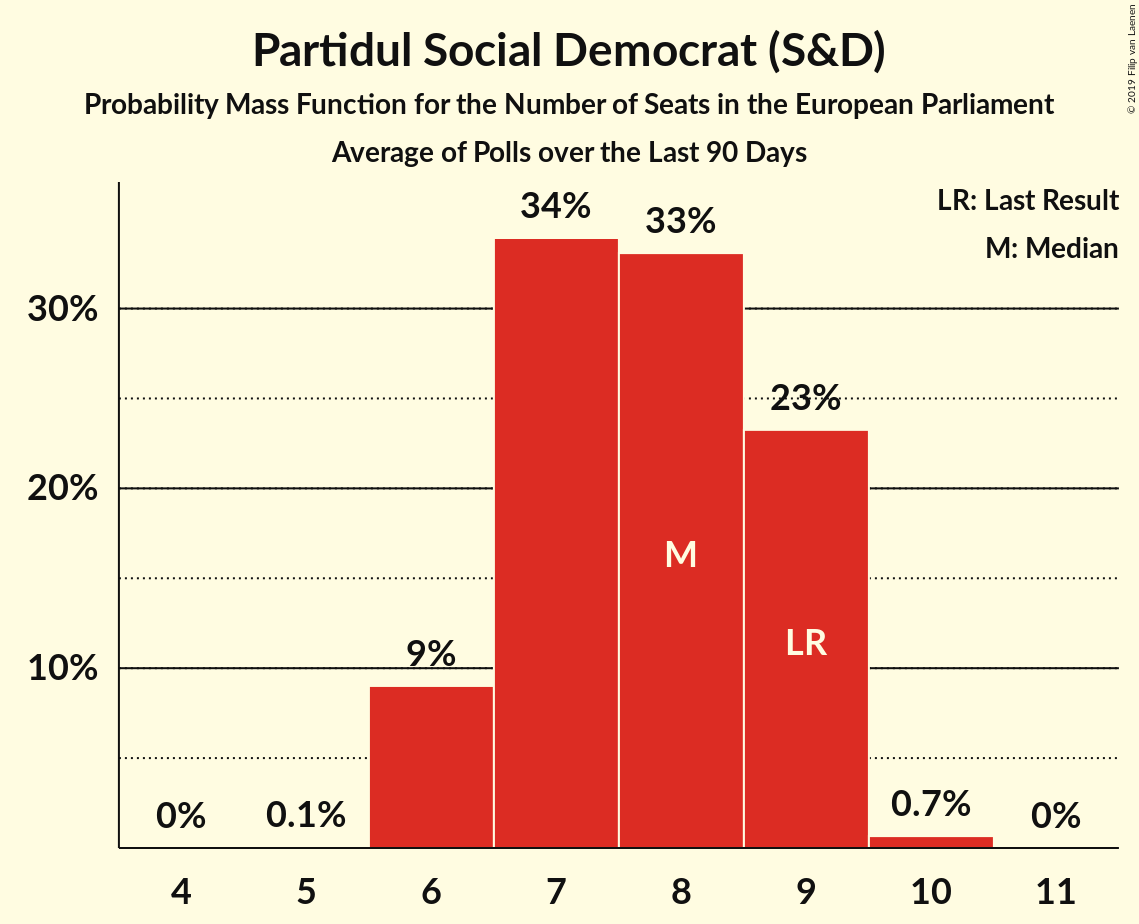 Partidul Social Democrat (S&D)
Probability Mass Function for the Number of Seats in the European Parliament
Average of Polls over the Last 90 Days
© 2019 Filip van Laenen
LR: Last Result
M: Median
34%
33%
30%
23%
20%
M
LR
9%
10%
0%
0.1%
0.7%
0%
4 5 6 7 8 9 10 11